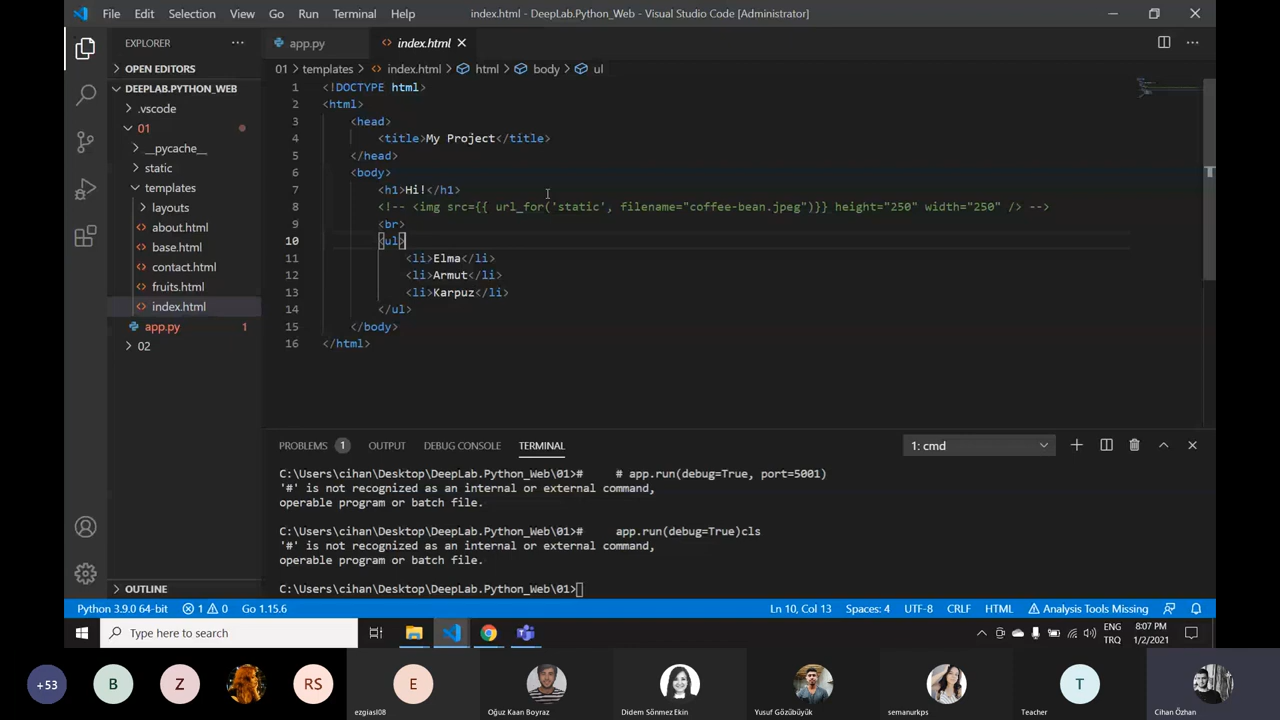 File Edit Selection View Go Run Terminal Help index.html - DeepLab.Python_Web - Visual Studio Code [Administrator]
EXPLORER ··· app.py index.html
OPEN EDITORS
01 > templates > index.html > html > body > ul
DEEPLAB.PYTHON_WEB
.vscode
01
__pycache__
static
templates
layouts
about.html
base.html
contact.html
fruits.html
index.html
app.py 1
02
OUTLINE
1 <!DOCTYPE html>
2 <html>
3 <head>
4 <title>My Project</title>
5 </head>
6 <body>
7 <h1>Hi!</h1>
8 <!-- <img src={{ url_for('static', filename="coffee-bean.jpeg")}} height="250" width="250" /> -->
9 <br>
10 <ul>
11 <li>Elma</li>
12 <li>Armut</li>
13 <li>Karpuz</li>
14 </ul>
15 </body>
16 </html>
PROBLEMS 1 OUTPUT DEBUG CONSOLE TERMINAL 1: cmd
C:\Users\cihan\Desktop\DeepLab.Python_Web\01># # app.run(debug=True, port=5001)
'#' is not recognized as an internal or external command,
operable program or batch file.
C:\Users\cihan\Desktop\DeepLab.Python_Web\01># app.run(debug=True)cls
'#' is not recognized as an internal or external command,
operable program or batch file.
C:\Users\cihan\Desktop\DeepLab.Python_Web\01>
Python 3.9.0 64-bit 1 0 Go 1.15.6 Ln 10, Col 13 Spaces: 4 UTF-8 CRLF HTML Analysis Tools Missing
Type here to search
ENG
TRQ
8:07 PM
1/2/2021
+53 B Z RS E T
ezgiasl08 Oğuz Kaan Boyraz Didem Sönmez Ekin Yusuf Gözübüyük semanurkps Teacher Cihan Özhan